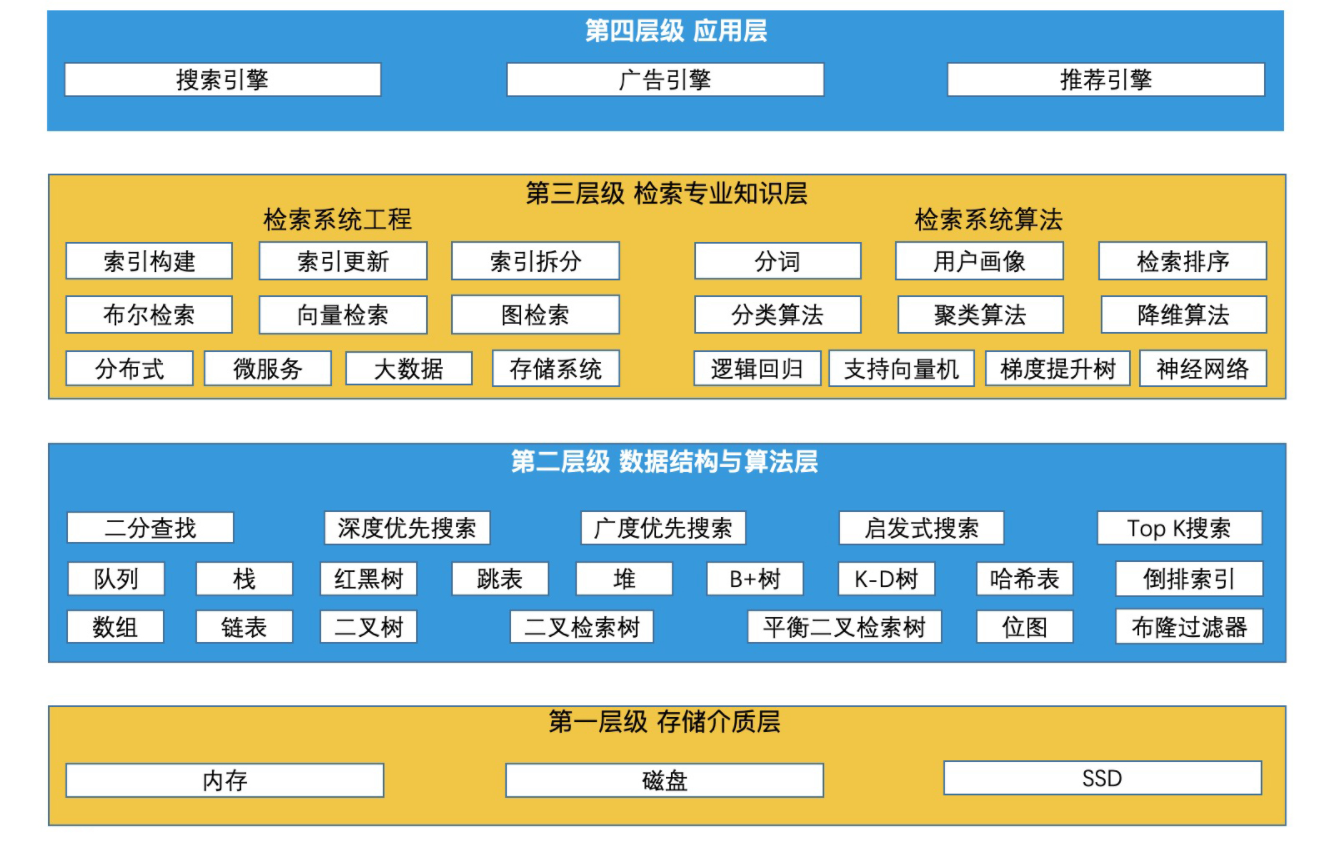 第四层级 应用层
搜索引擎 广告引擎 推荐引擎
第三层级 检索专业知识层
检索系统工程 检索系统算法
索引构建 索引更新 索引拆分 分词 用户画像 检索排序
布尔检索 向量检索 图检索 分类算法 聚类算法 降维算法
分布式 微服务 大数据 存储系统 逻辑回归 支持向量机 梯度提升树 神经网络
第二层级 数据结构与算法层
二分查找 深度优先搜索 广度优先搜索 启发式搜索 Top K搜索
队列 栈 红黑树 跳表 堆 B+树 K-D树 哈希表 倒排索引
数组 链表 二叉树 二叉检索树 平衡二叉检索树 位图 布隆过滤器
第一层级 存储介质层
内存 磁盘 SSD